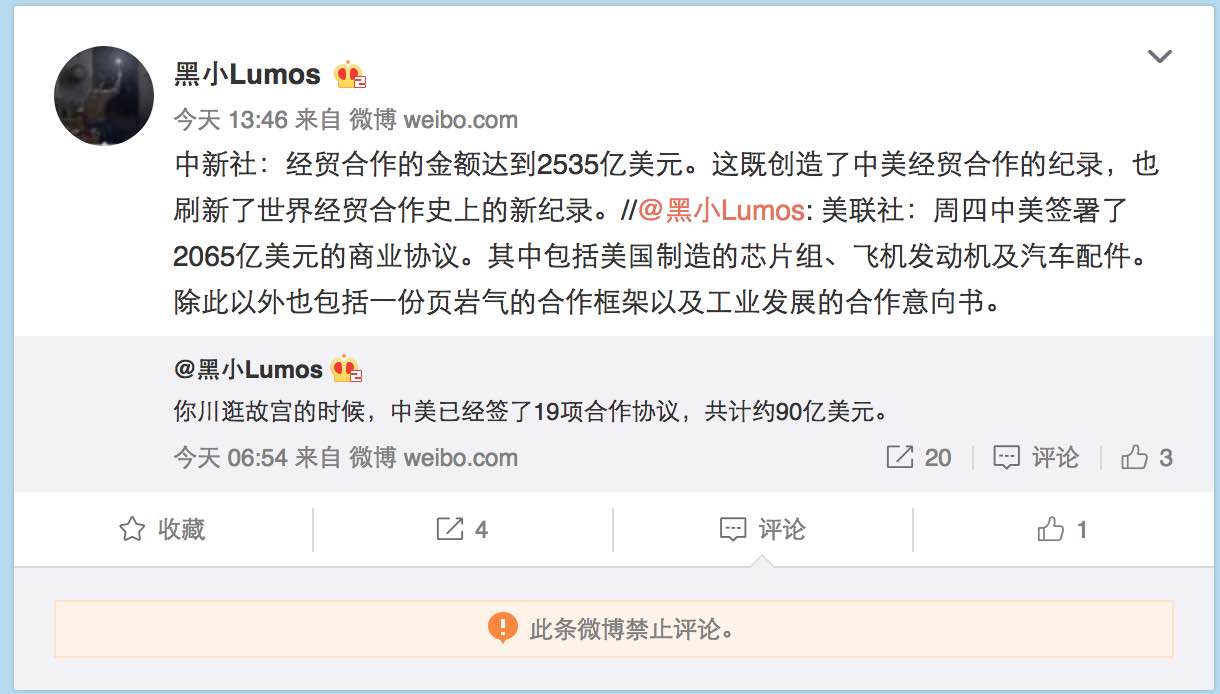 黑小Lumos
今天 13:46 来自 微博 weibo.com
中新社：经贸合作的金额达到2535亿美元。这既创造了中美经贸合作的纪录，也
刷新了世界经贸合作史上的新纪录。//@黑小Lumos: 美联社：周四中美签署了
2065亿美元的商业协议。其中包括美国制造的芯片组、飞机发动机及汽车配件。
除此以外也包括一份页岩气的合作框架以及工业发展的合作意向书。
@黑小Lumos
你川逛故宫的时候，中美已经签了19项合作协议，共计约90亿美元。
今天 06:54 来自 微博 weibo.com 20 评论 3
收藏 4 评论 1
此条微博禁止评论。